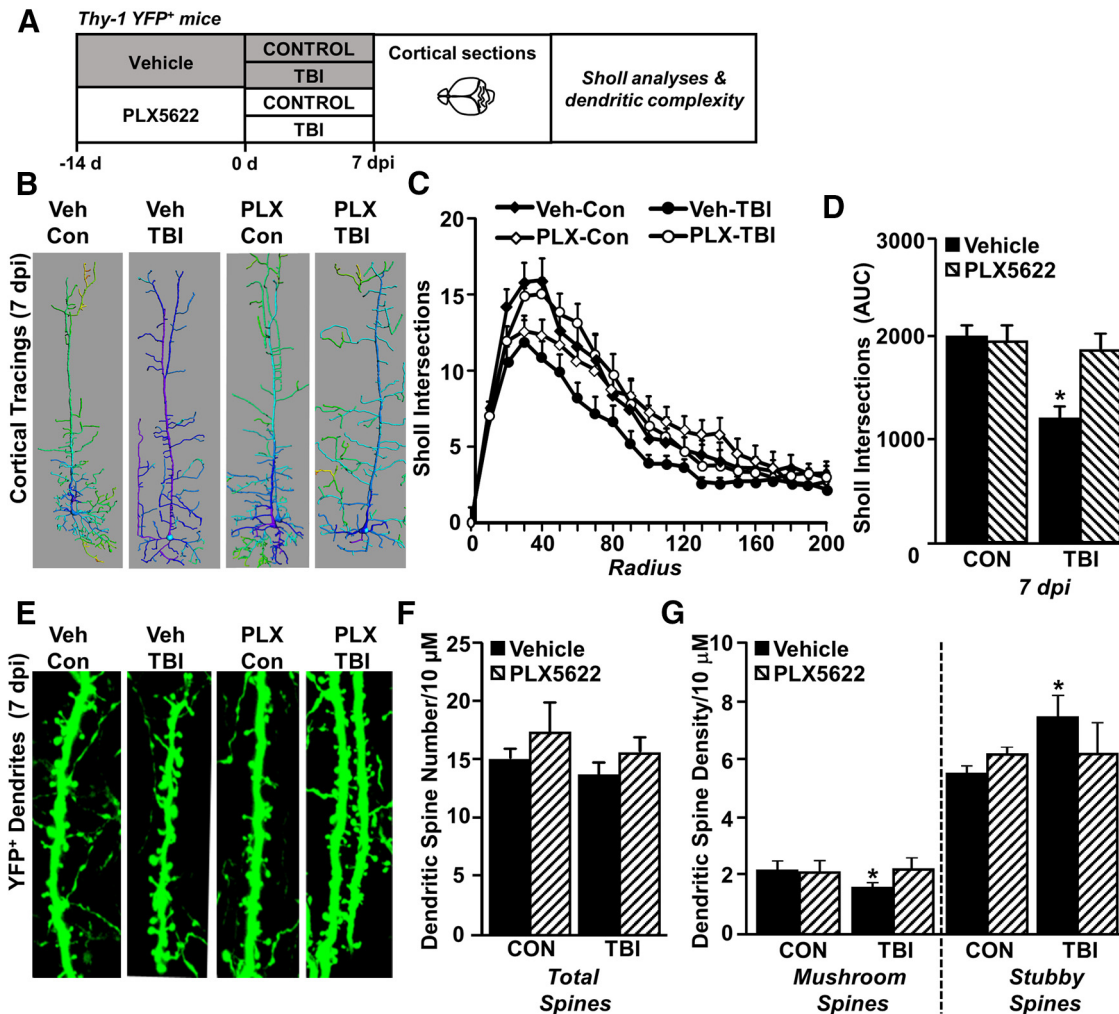 A
Thy-1 YFP+ mice
Vehicle
CONTROL
TBI
PLX5622
CONTROL
TBI
Cortical sections
Sholl analyses &
dendritic complexity
-14 d
0 d
7 dpi
B
Veh
Con
Veh
TBI
PLX
Con
PLX
TBI
Cortical Tracings (7 dpi)
C
Veh-Con
Veh-TBI
PLX-Con
PLX-TBI
Sholl Intersections
20
15
10
5
0
0
40
80
120
160
200
Radius
D
Vehicle
PLX5622
Sholl Intersections (AUC)
3000
2000
1000
0
*
CON
TBI
7 dpi
E
Veh
Con
Veh
TBI
PLX
Con
PLX
TBI
YFP+ Dendrites (7 dpi)
F
Vehicle
PLX5622
Dendritic Spine Number/10 µM
25
20
15
10
5
0
CON
TBI
Total
Spines
G
Vehicle
PLX5622
Dendritic Spine Density/10 µM
10
8
6
4
2
0
*
*
CON
TBI
CON
TBI
Mushroom
Spines
Stubby
Spines